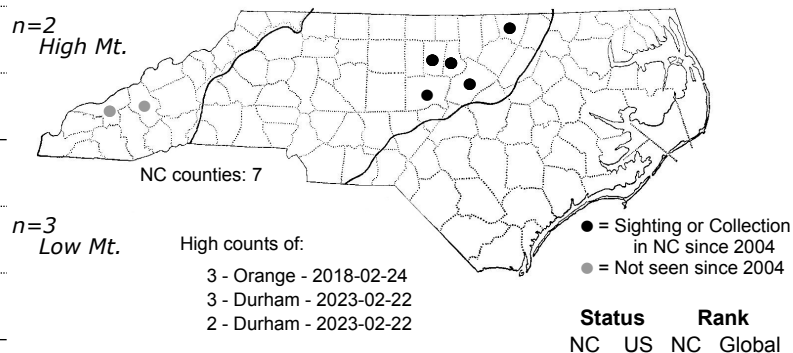 n=2
High Mt.
NC counties: 7
n=3
Low Mt.
High counts of:
3 - Orange - 2018-02-24
3 - Durham - 2023-02-22
2 - Durham - 2023-02-22
● = Sighting or Collection
in NC since 2004
● = Not seen since 2004
Status Rank
NC US NC Global